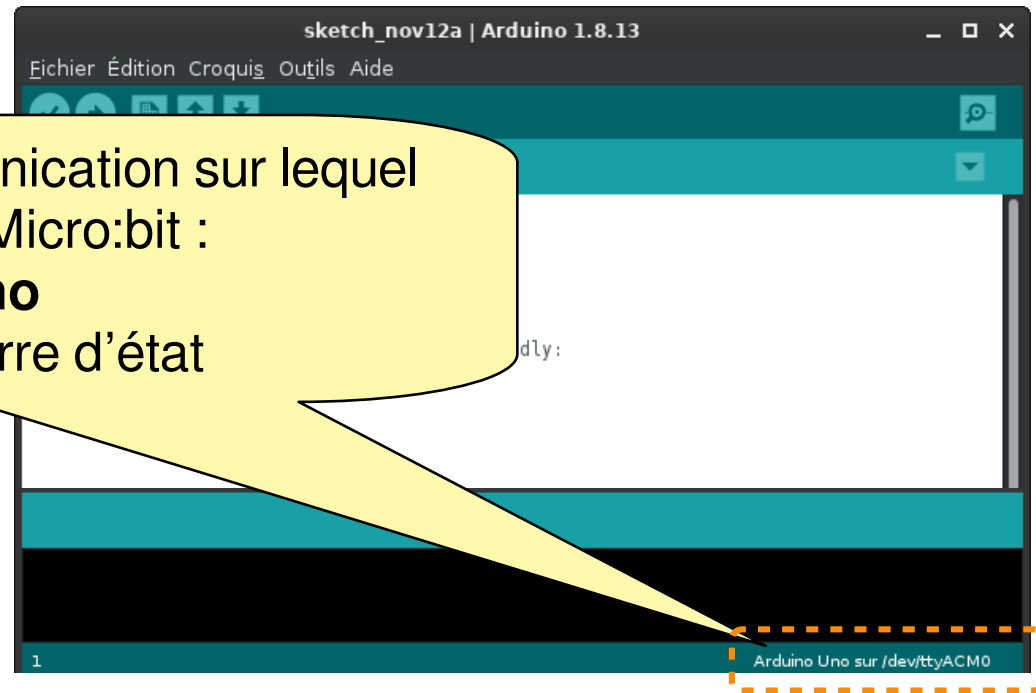 sketch_nov12a | Arduino 1.8.13
Fichier Édition Croquis Outils Aide
nication sur lequel
Micro:bit :
no
rre d’état
dly:
1
Arduino Uno sur /dev/ttyACM0